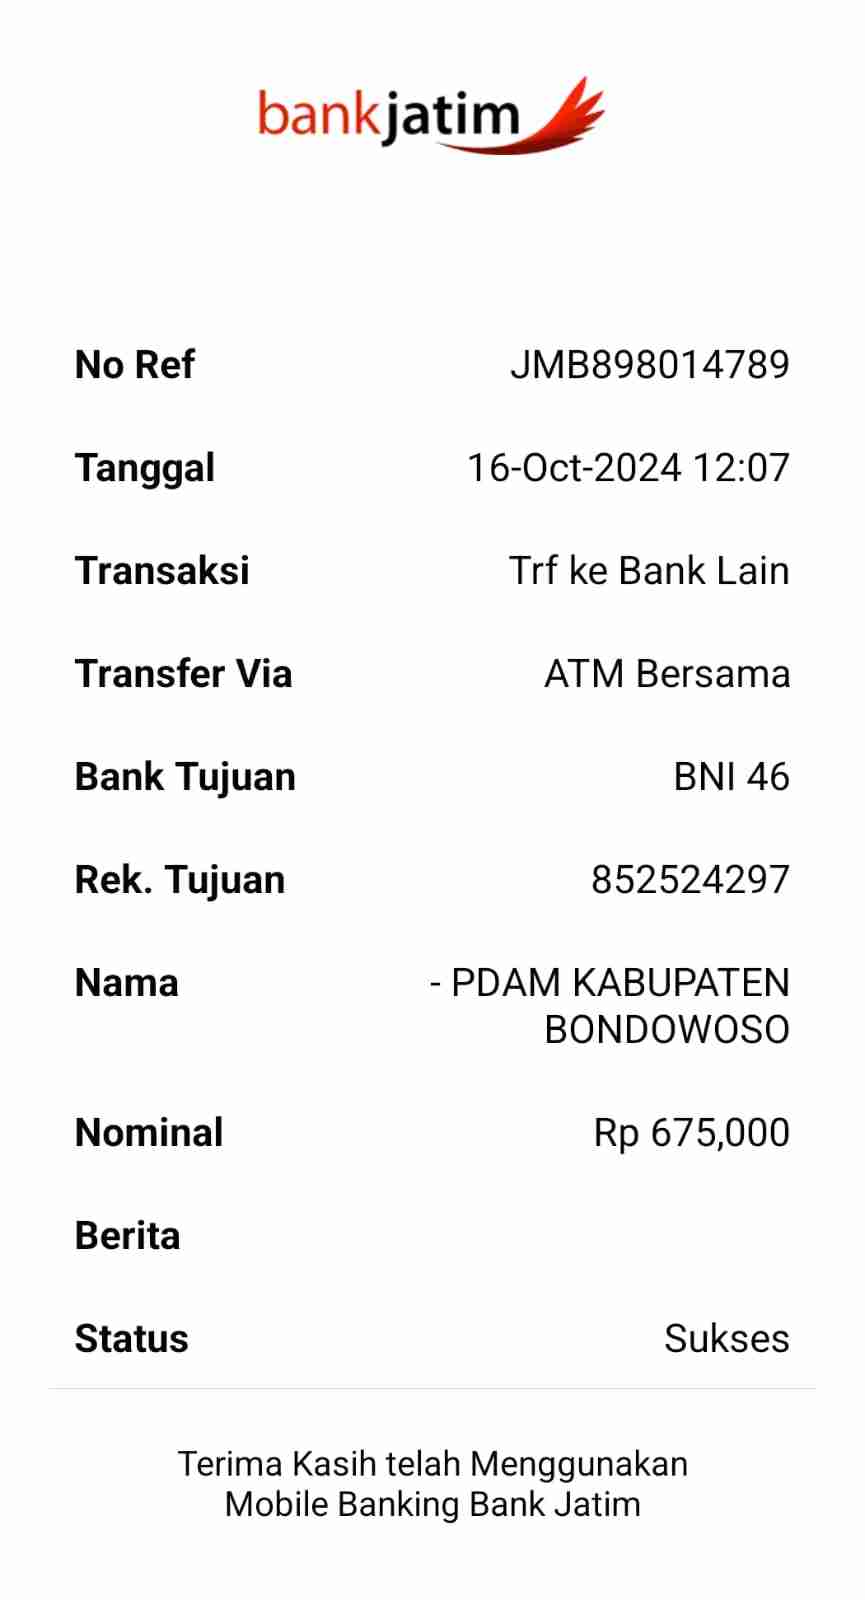 bankjatim
No Ref JMB898014789
Tanggal 16-Oct-2024 12:07
Transaksi Trf ke Bank Lain
Transfer Via ATM Bersama
Bank Tujuan BNI 46
Rek. Tujuan 852524297
Nama - PDAM KABUPATEN
BONDOWOSO
Nominal Rp 675,000
Berita
Status Sukses
Terima Kasih telah Menggunakan
Mobile Banking Bank Jatim